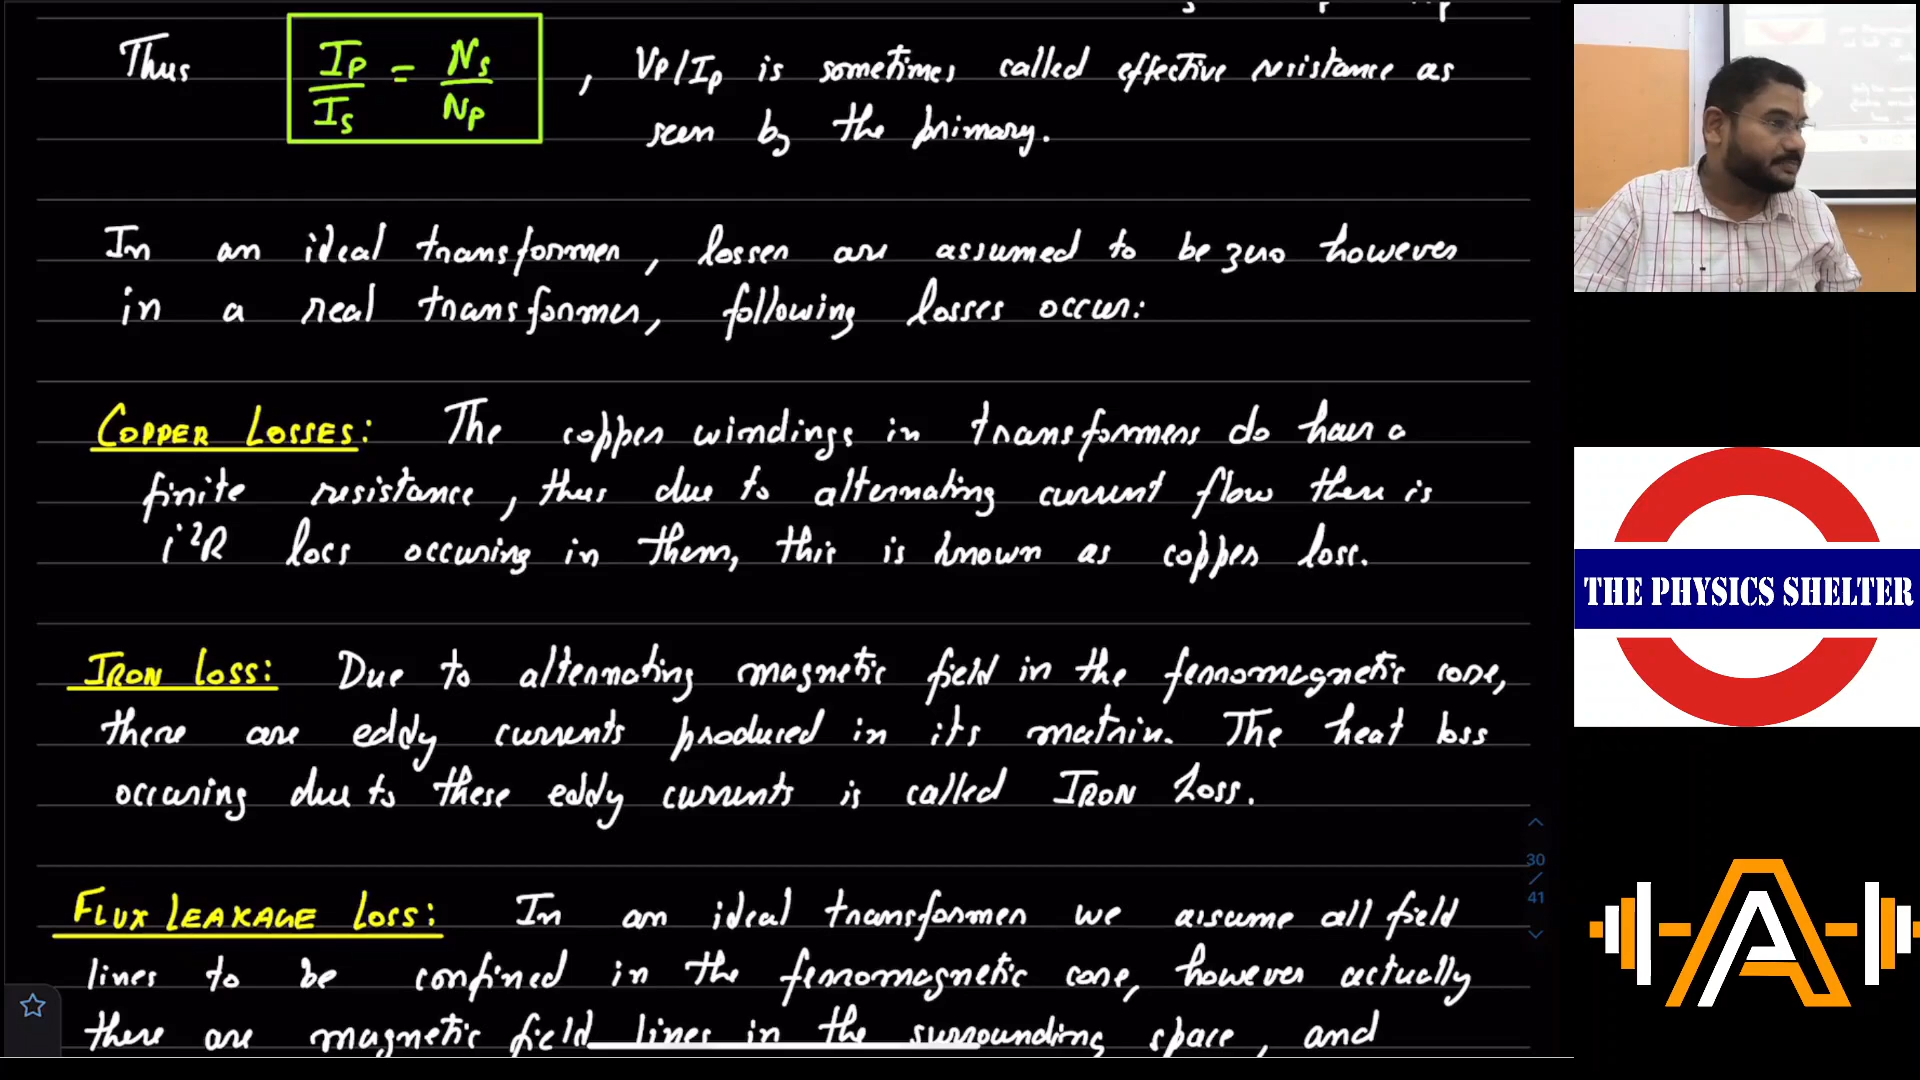 Thus I_P/I_S = N_S/N_P , VP/IP is sometimes called effective resistance as
seen by the primary.
In an ideal transformer, losses are assumed to be zero however
in a real transformer, following losses occur:
COPPER LOSSES: The copper windings in transformers do have a
finite resistance, thus due to alternating current flow there is
i²R loss occuring in them, this is known as copper loss.
IRON LOSS: Due to alternating magnetic field in the ferromagnetic core,
there are eddy currents produced in its matrix. The heat loss
occuring due to these eddy currents is called IRON Loss.
FLUX LEAKAGE LOSS: In an ideal transformer we assume all field
lines to be confined in the ferromagnetic core, however actually
there are magnetic field lines in the surrounding space, and
30
/
41
THE PHYSICS SHELTER
A